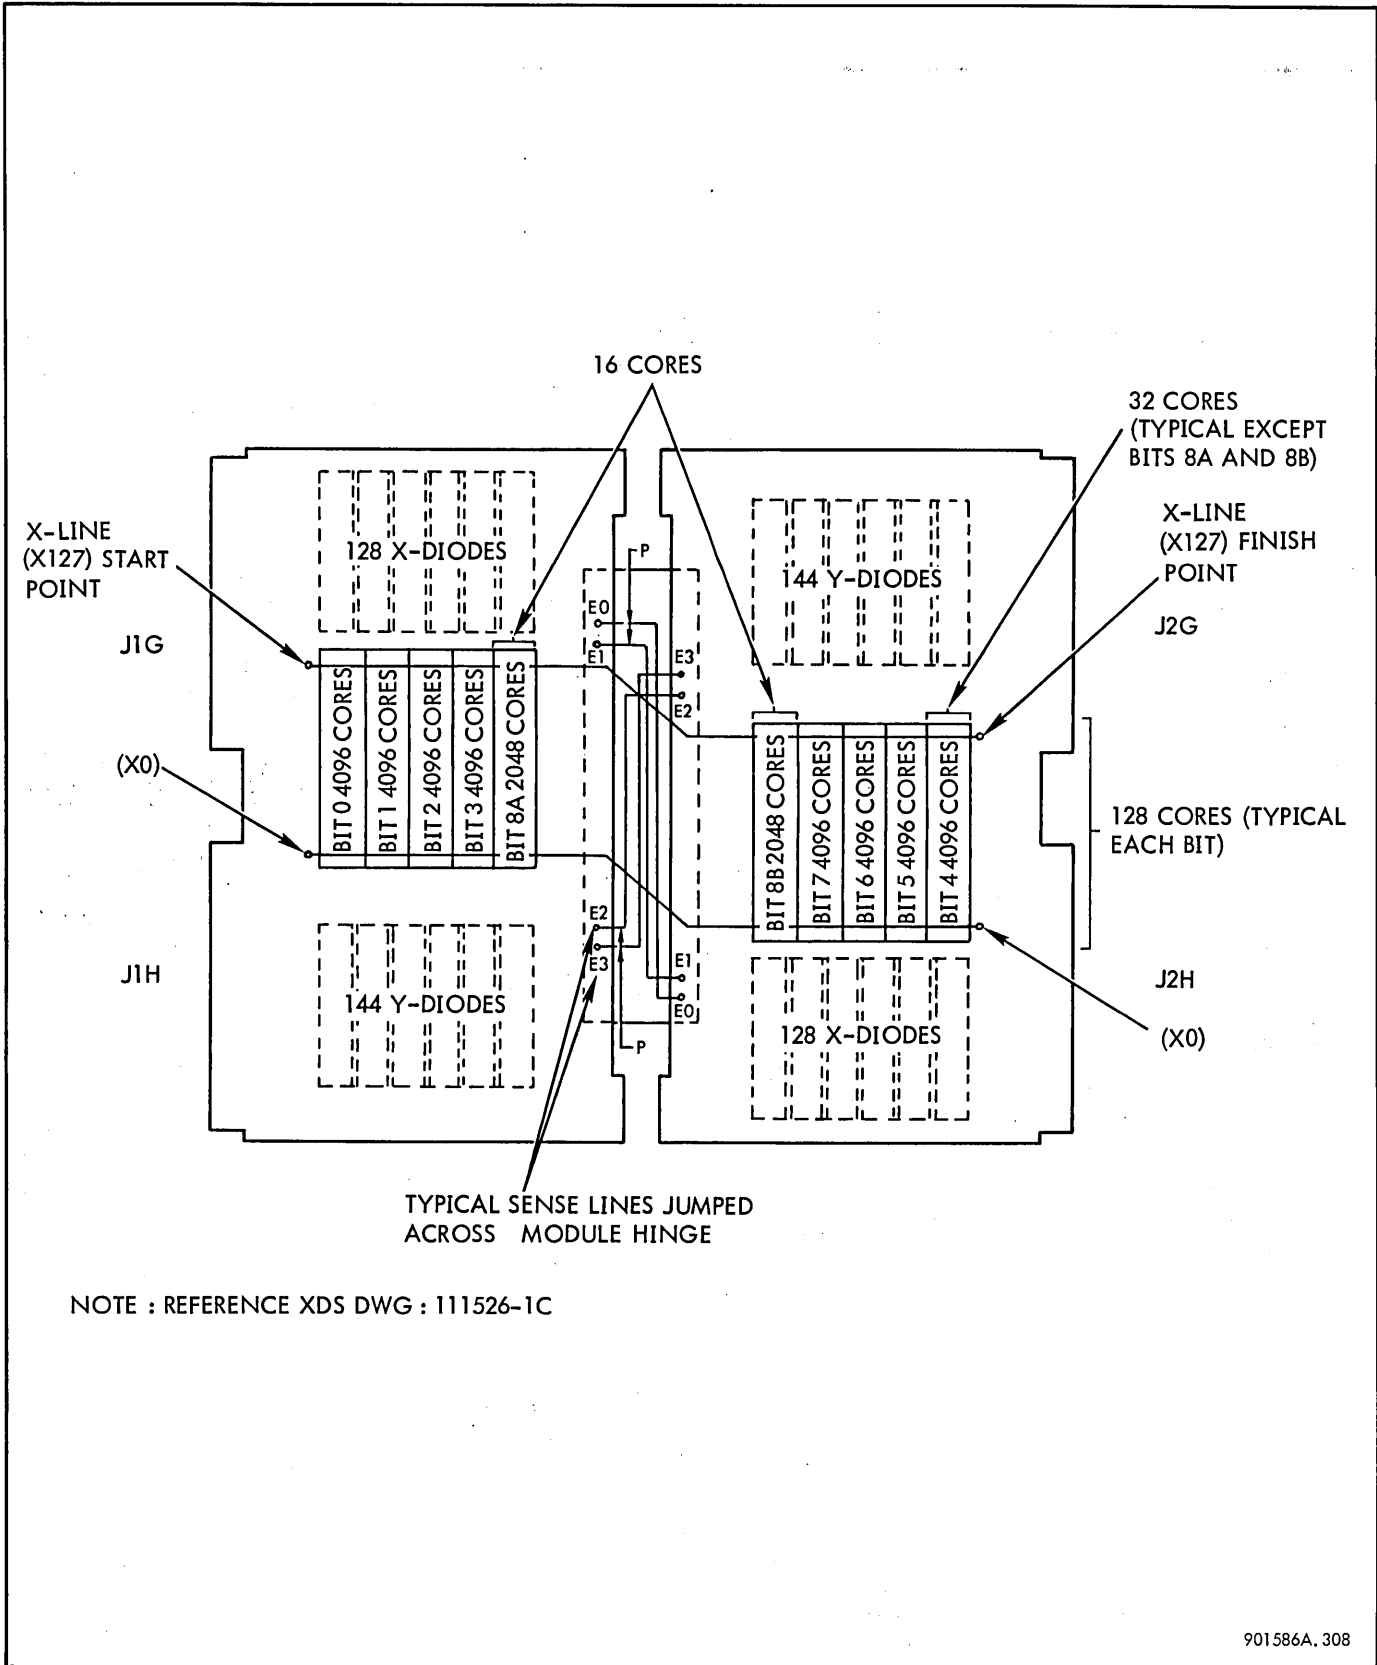 16 CORES
32 CORES
(TYPICAL EXCEPT
BITS 8A AND 8B)
X-LINE
(X127) START
POINT
X-LINE
(X127) FINISH
POINT
128 X-DIODES
144 Y-DIODES
P
J1G
J2G
E0
E1
E3
E2
(X0)
BIT 0 4096 CORES
BIT 1 4096 CORES
BIT 2 4096 CORES
BIT 3 4096 CORES
BIT 8A 2048 CORES
BIT 8B 2048 CORES
BIT 7 4096 CORES
BIT 6 4096 CORES
BIT 5 4096 CORES
BIT 4 4096 CORES
128 CORES (TYPICAL
EACH BIT)
E2
E3
E1
E0
J1H
J2H
144 Y-DIODES
128 X-DIODES
P
(X0)
TYPICAL SENSE LINES JUMPED
ACROSS MODULE HINGE
NOTE : REFERENCE XDS DWG : 111526-1C
901586A. 308